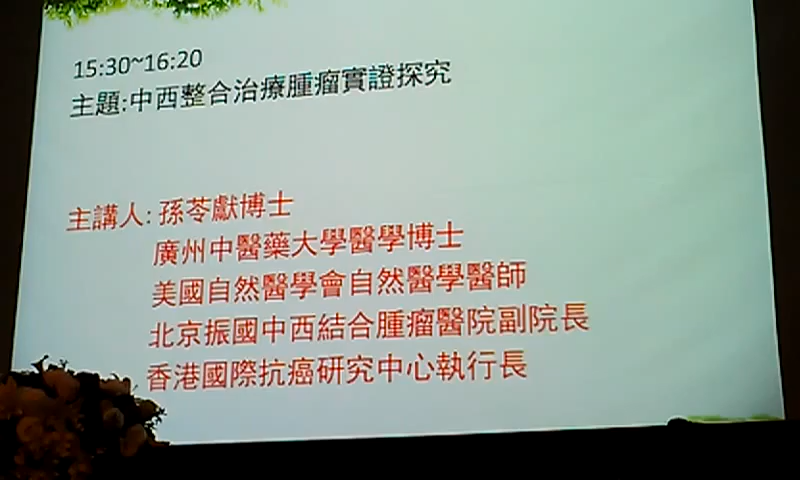 15:30~16:20
主題:中西整合治療腫瘤實證探究
主講人: 孫苓獻博士
廣州中醫藥大學醫學博士
美國自然醫學會自然醫學醫師
北京振國中西結合腫瘤醫院副院長
香港國際抗癌研究中心執行長